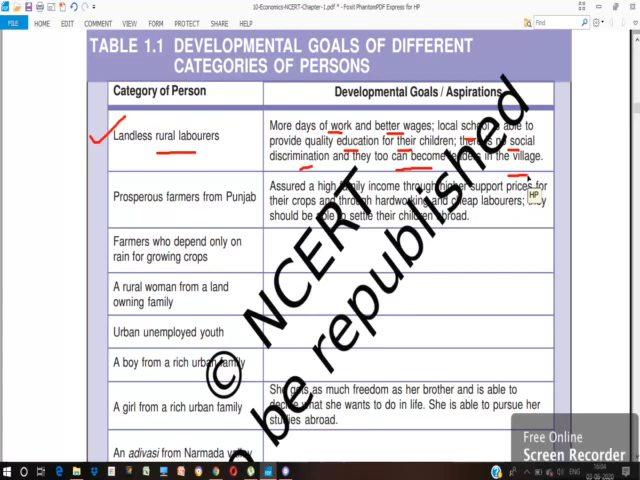 10-Economics-NCERT-Chapter-1.pdf * - Foxit PhantomPDF Express for HP
FILE HOME EDIT COMMENT VIEW FORM PROTECT SHARE HELP
Find
TABLE 1.1 DEVELOPMENTAL GOALS OF DIFFERENT
CATEGORIES OF PERSONS
Category of Person
Developmental Goals / Aspirations
Landless rural labourers
More days of work and better wages; local school is able to
provide quality education for their children; there is no social
discrimination and they too can become leaders in the village.
Prosperous farmers from Punjab
Assured a high family income through higher support prices for
their crops and through hardworking and cheap labourers; they
should be able to settle their children abroad.
HP
Farmers who depend only on
rain for growing crops
A rural woman from a land
owning family
Urban unemployed youth
A boy from a rich urban family
A girl from a rich urban family
She gets as much freedom as her brother and is able to
decide what she wants to do in life. She is able to pursue her
studies abroad.
An adivasi from Narmada valley
© NCERT
be republished
Free Online
Screen Recorder
ENG
16:04
03-06-2020